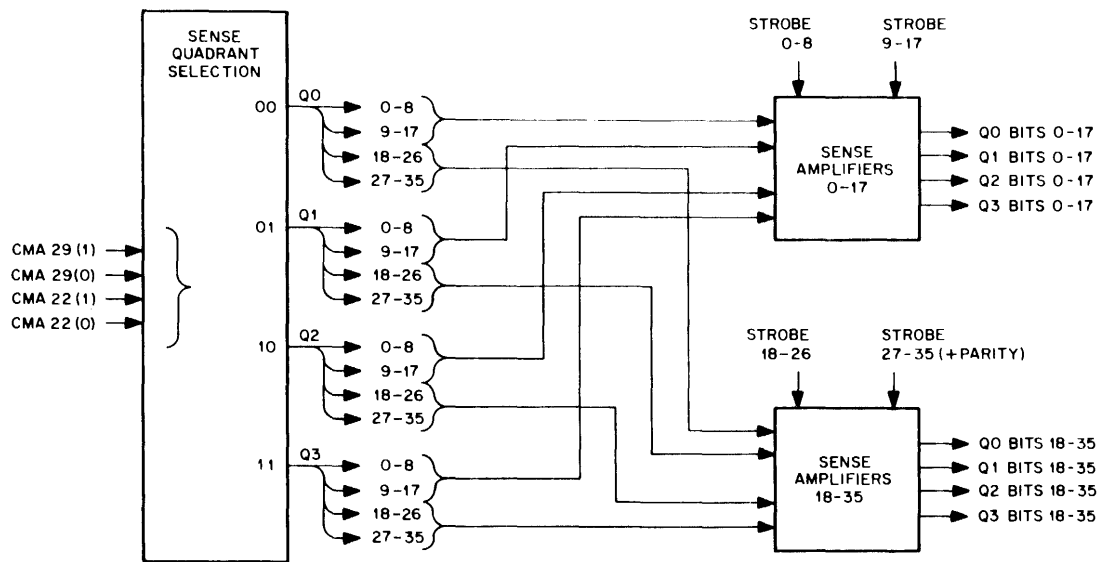 SENSE
QUADRANT
SELECTION
CMA 29(1)
CMA 29(0)
CMA 22(1)
CMA 22(0)
00
Q0
0-8
9-17
18-26
27-35
01
Q1
0-8
9-17
18-26
27-35
10
Q2
0-8
9-17
18-26
27-35
11
Q3
0-8
9-17
18-26
27-35
STROBE
0-8
STROBE
9-17
SENSE
AMPLIFIERS
0-17
Q0 BITS 0-17
Q1 BITS 0-17
Q2 BITS 0-17
Q3 BITS 0-17
STROBE
18-26
STROBE
27-35 (+PARITY)
SENSE
AMPLIFIERS
18-35
Q0 BITS 18-35
Q1 BITS 18-35
Q2 BITS 18-35
Q3 BITS 18-35